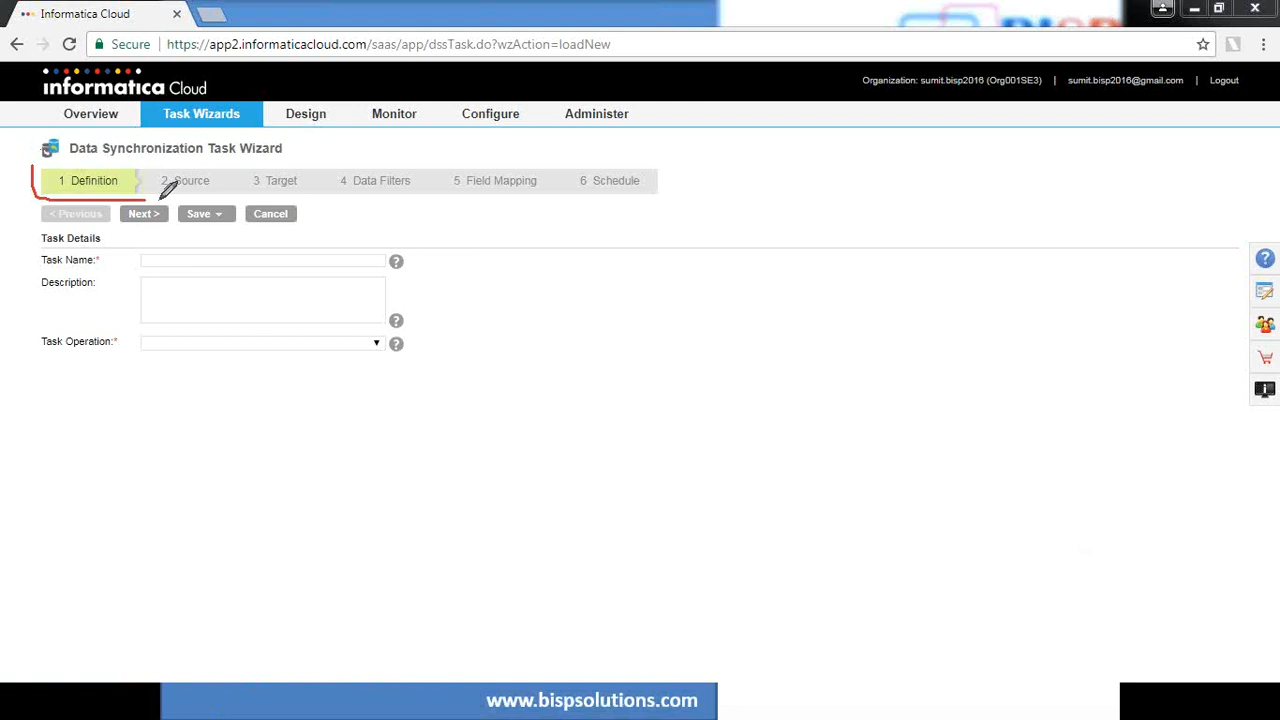 Informatica Cloud
Secure https://app2.informaticacloud.com/saas/app/dssTask.do?wzAction=loadNew
informatica Cloud
Organization: sumit.bisp2016 (Org001SE3) | sumit.bisp2016@gmail.com | Logout
Overview Task Wizards Design Monitor Configure Administer
Data Synchronization Task Wizard
1 Definition 2 Source 3 Target 4 Data Filters 5 Field Mapping 6 Schedule
< Previous Next > Save Cancel
Task Details
Task Name:*
Description:
Task Operation:*
www.bispsolutions.com